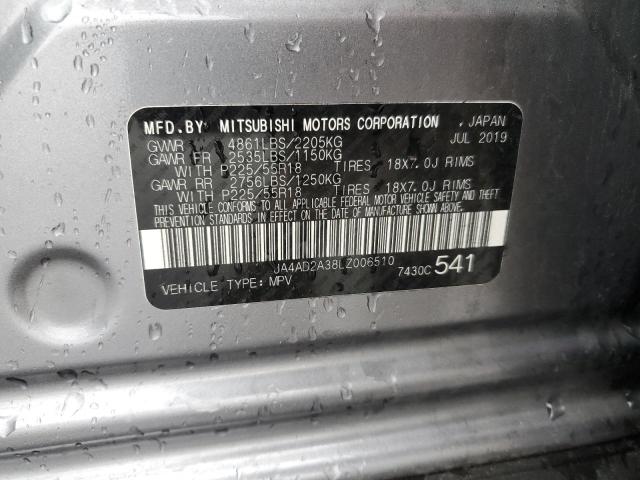 MFD.BY MITSUBISHI MOTORS CORPORATION , JAPAN
GVWR 4861LBS/2205KG JUL 2019
GAWR FR 2535LBS/1150KG
WITH P225/55R18 TIRES 18X7.0J RIMS
GAWR RR 2756LBS/1250KG
WITH P225/55R18 TIRES 18X7.0J RIMS
THIS VEHICLE CONFORMS TO ALL APPLICABLE FEDERAL MOTOR VEHICLE SAFETY, BUMPER AND THEFT
PREVENTION STANDARDS IN EFFECT ON THE DATE OF MANUFACTURE SHOWN ABOVE.
JA4AD2A38LZ006510
7430C 541
VEHICLE TYPE: MPV